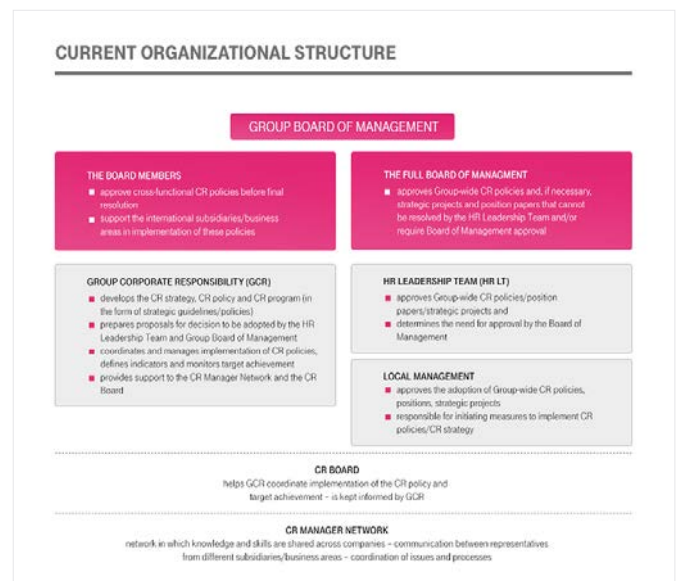 CURRENT ORGANIZATIONAL STRUCTURE
GROUP BOARD OF MANAGEMENT
THE BOARD MEMBERS
approve cross-functional CR policies before final
resolution
support the international subsidiaries/business
areas in implementation of these policies
THE FULL BOARD OF MANAGMENT
approves Group-wide CR policies and, if necessary,
strategic projects and position papers that cannot
be resolved by the HR Leadership Team and/or
require Board of Management approval
GROUP CORPORATE RESPONSIBILITY (GCR)
develops the CR strategy, CR policy and CR program (in
the form of strategic guidelines/policies)
prepares proposals for decision to be adopted by the HR
Leadership Team and Group Board of Management
coordinates and manages implementation of CR policies,
defines indicators and monitors target achievement
provides support to the CR Manager Network and the CR
Board
HR LEADERSHIP TEAM (HR LT)
approves Group-wide CR policies/position
papers/strategic projects and
determines the need for approval by the Board of
Management
LOCAL MANAGEMENT
approves the adoption of Group-wide CR policies,
positions, strategic projects
responsible for initiating measures to implement CR
policies/CR strategy
CR BOARD
helps GCR coordinate implementation of the CR policy and
target achievement – is kept informed by GCR
CR MANAGER NETWORK
network in which knowledge and skills are shared across companies – communication between representatives
from different subsidiaries/business areas – coordination of issues and processes